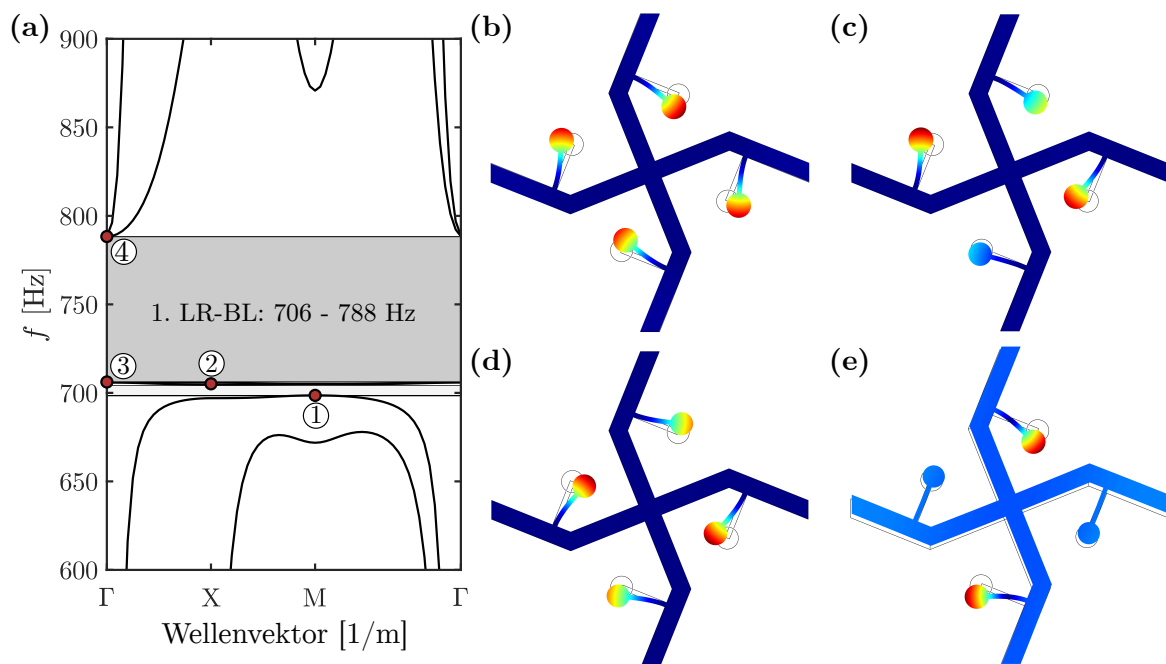 (a)
900
850
800
750
700
650
600
f [Hz]
4
1. LR-BL: 706 - 788 Hz
3
2
1
Γ X M Γ
Wellenvektor [1/m]
(b)
(c)
(d)
(e)